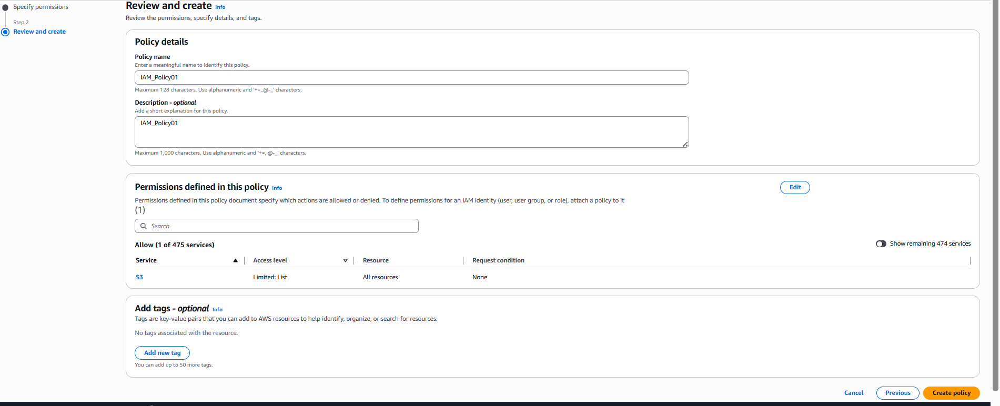 Specify permissions
Step 2
Review and create
Review and create Info
Review the permissions, specify details, and tags.
Policy details
Policy name
Enter a meaningful name to identify this policy.
IAM_Policy01
Maximum 128 characters. Use alphanumeric and '+=,.@-_' characters.
Description - optional
Add a short explanation for this policy.
IAM_Policy01
Maximum 1,000 characters. Use alphanumeric and '+=,.@-_' characters.
Permissions defined in this policy Info
Edit
Permissions defined in this policy document specify which actions are allowed or denied. To define permissions for an IAM identity (user, user group, or role), attach a policy to it
(1)
Search
Allow (1 of 475 services)
Show remaining 474 services
Service Access level Resource Request condition
S3 Limited: List All resources None
Add tags - optional Info
Tags are key-value pairs that you can add to AWS resources to help identify, organize, or search for resources.
No tags associated with the resource.
Add new tag
You can add up to 50 more tags.
Cancel Previous Create policy